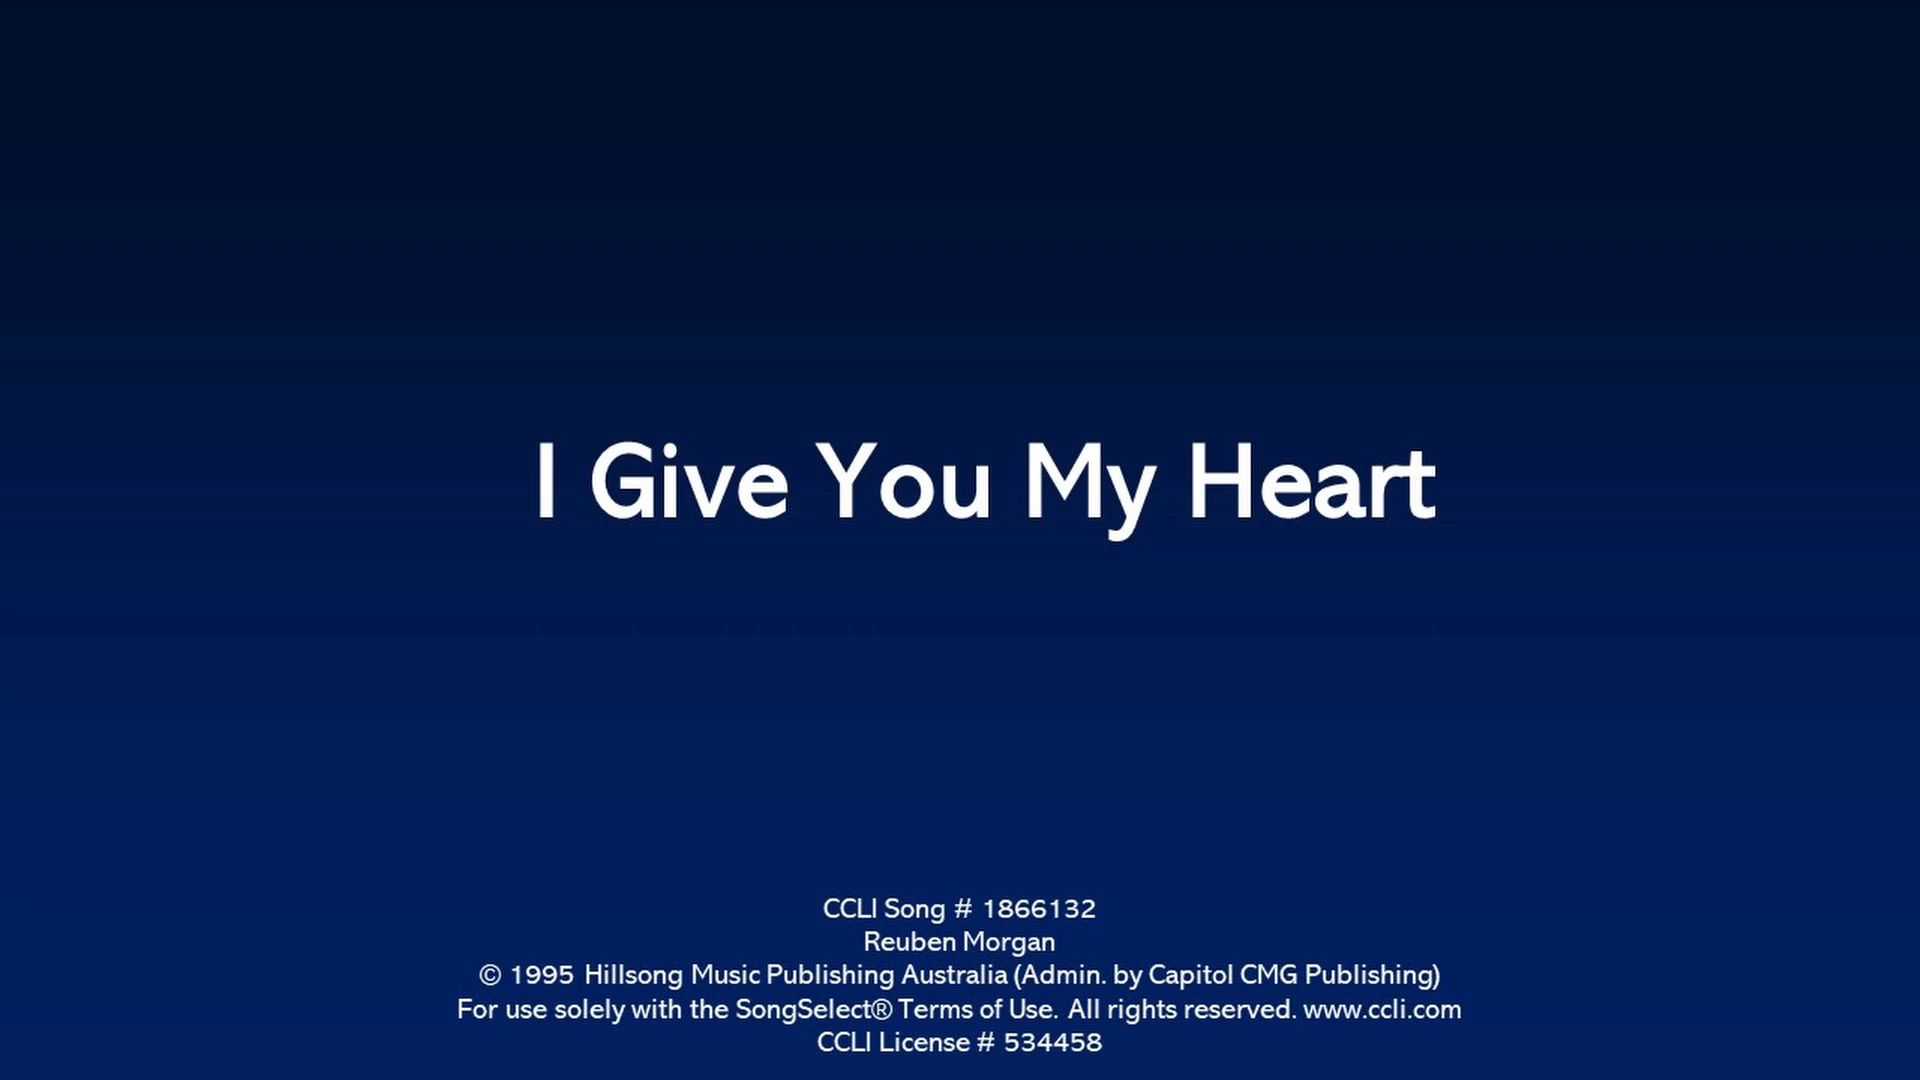 I Give You My Heart
CCLI Song # 1866132
Reuben Morgan
© 1995 Hillsong Music Publishing Australia (Admin. by Capitol CMG Publishing)
For use solely with the SongSelect® Terms of Use. All rights reserved. www.ccli.com
CCLI License # 534458